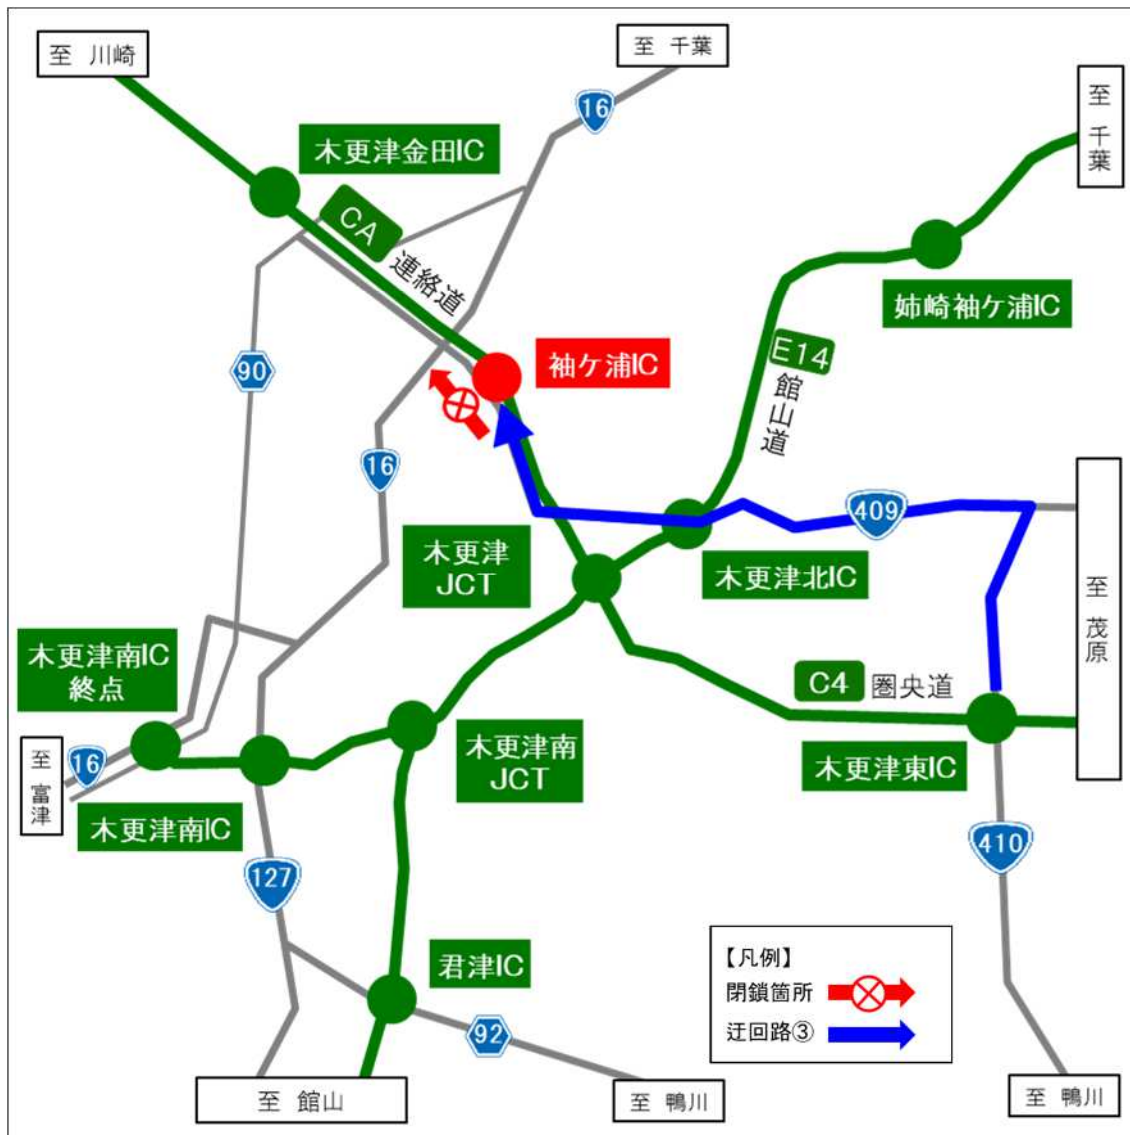 至 川崎
至 千葉
16
至 千葉
木更津金田IC
CA
連絡道
姉崎袖ケ浦IC
E14
館山道
袖ケ浦IC
90
16
409
木更津
JCT
木更津北IC
至 茂原
木更津南IC
終点
C4
圏央道
木更津南
JCT
木更津東IC
至 富津
16
木更津南IC
127
410
君津IC
【凡例】
閉鎖箇所
迂回路③
92
至 館山
至 鴨川
至 鴨川